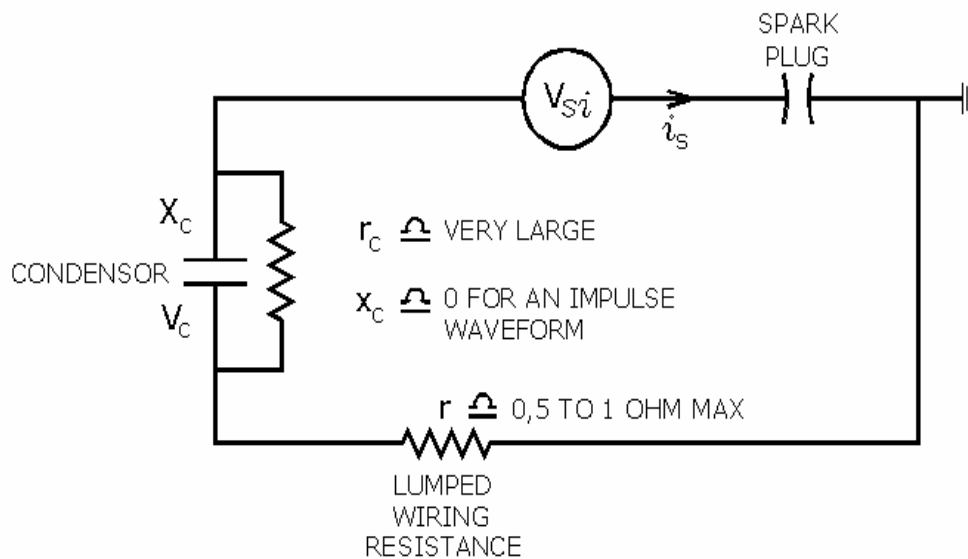 SPARK
PLUG
VSi
iS
XC
CONDENSOR
VC
rC ≏ VERY LARGE
XC ≏ 0 FOR AN IMPULSE
WAVEFORM
r ≏ 0,5 TO 1 OHM MAX
LUMPED
WIRING
RESISTANCE